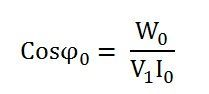 Cosφ₀ = W₀ / V₁I₀